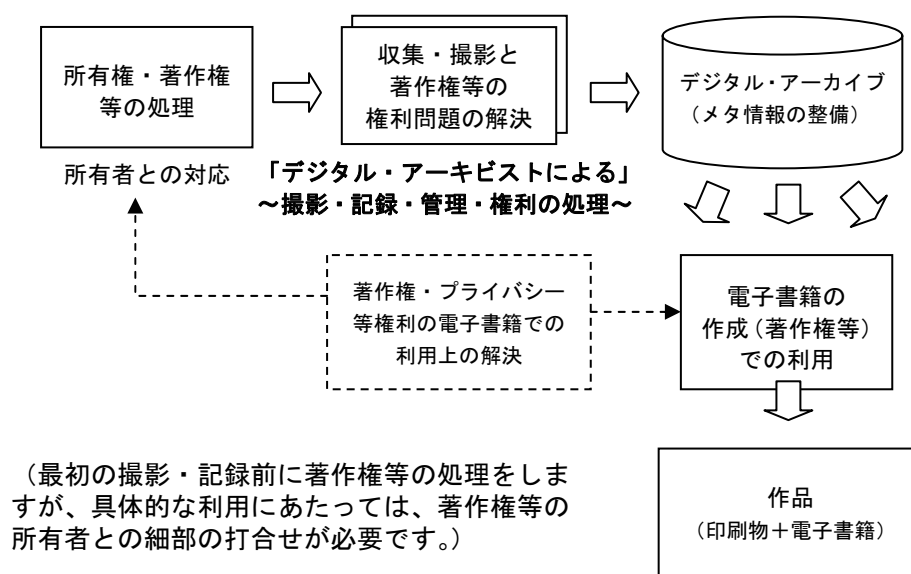 所有権・著作権
等の処理
所有者との対応
収集・撮影と
著作権等の
権利問題の解決
「デジタル・アーキビストによる」
～撮影・記録・管理・権利の処理～
デジタル・アーカイブ
（メタ情報の整備）
著作権・プライバシー
等権利の電子書籍での
利用上の解決
電子書籍の
作成（著作権等）
での利用
（最初の撮影・記録前に著作権等の処理をしま
すが、具体的な利用にあたっては、著作権等の
所有者との細部の打合せが必要です。）
作品
（印刷物＋電子書籍）